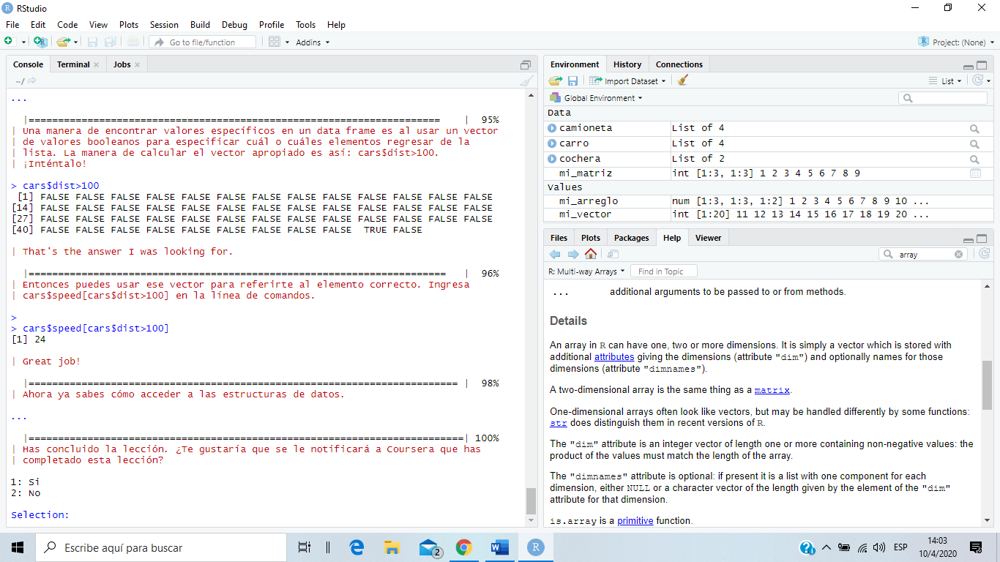 RStudio
File Edit Code View Plots Session Build Debug Profile Tools Help
Go to file/function Addins Project: (None)
Console Terminal Jobs
~/
...
|====================================================================== | 95%
| Una manera de encontrar valores específicos en un data frame es al usar un vector
| de valores booleanos para especificar cuál o cuáles elementos regresar de la
| lista. La manera de calcular el vector apropiado es así: cars$dist>100.
| ¡Inténtalo!
> cars$dist>100
[1] FALSE FALSE FALSE FALSE FALSE FALSE FALSE FALSE FALSE FALSE FALSE FALSE FALSE
[14] FALSE FALSE FALSE FALSE FALSE FALSE FALSE FALSE FALSE FALSE FALSE FALSE FALSE
[27] FALSE FALSE FALSE FALSE FALSE FALSE FALSE FALSE FALSE FALSE FALSE FALSE FALSE
[40] FALSE FALSE FALSE FALSE FALSE FALSE FALSE FALSE FALSE TRUE FALSE
| That's the answer I was looking for.
|======================================================================= | 96%
| Entonces puedes usar ese vector para referirte al elemento correcto. Ingresa
| cars$speed[cars$dist>100] en la línea de comandos.
>
> cars$speed[cars$dist>100]
[1] 24
| Great job!
|========================================================================= | 98%
| Ahora ya sabes cómo acceder a las estructuras de datos.
...
|==========================================================================| 100%
| Has concluido la lección. ¿Te gustaría que se le notificará a Coursera que has
| completado esta lección?
1: Si
2: No
Selection:
Environment History Connections
Import Dataset List
Global Environment
Data
camioneta List of 4
carro List of 4
cochera List of 2
mi_matriz int [1:3, 1:3] 1 2 3 4 5 6 7 8 9
Values
mi_arreglo num [1:3, 1:3, 1:2] 1 2 3 4 5 6 7 8 9 10 ...
mi_vector int [1:20] 11 12 13 14 15 16 17 18 19 20 ...
Files Plots Packages Help Viewer
array
R: Multi-way Arrays Find in Topic
... additional arguments to be passed to or from methods.
Details
An array in R can have one, two or more dimensions. It is simply a vector which is stored with
additional attributes giving the dimensions (attribute "dim") and optionally names for those
dimensions (attribute "dimnames").
A two-dimensional array is the same thing as a matrix.
One-dimensional arrays often look like vectors, but may be handled differently by some functions:
str does distinguish them in recent versions of R.
The "dim" attribute is an integer vector of length one or more containing non-negative values: the
product of the values must match the length of the array.
The "dimnames" attribute is optional: if present it is a list with one component for each
dimension, either NULL or a character vector of the length given by the element of the "dim"
attribute for that dimension.
is.array is a primitive function.
Escribe aquí para buscar
2
ESP
14:03
10/4/2020